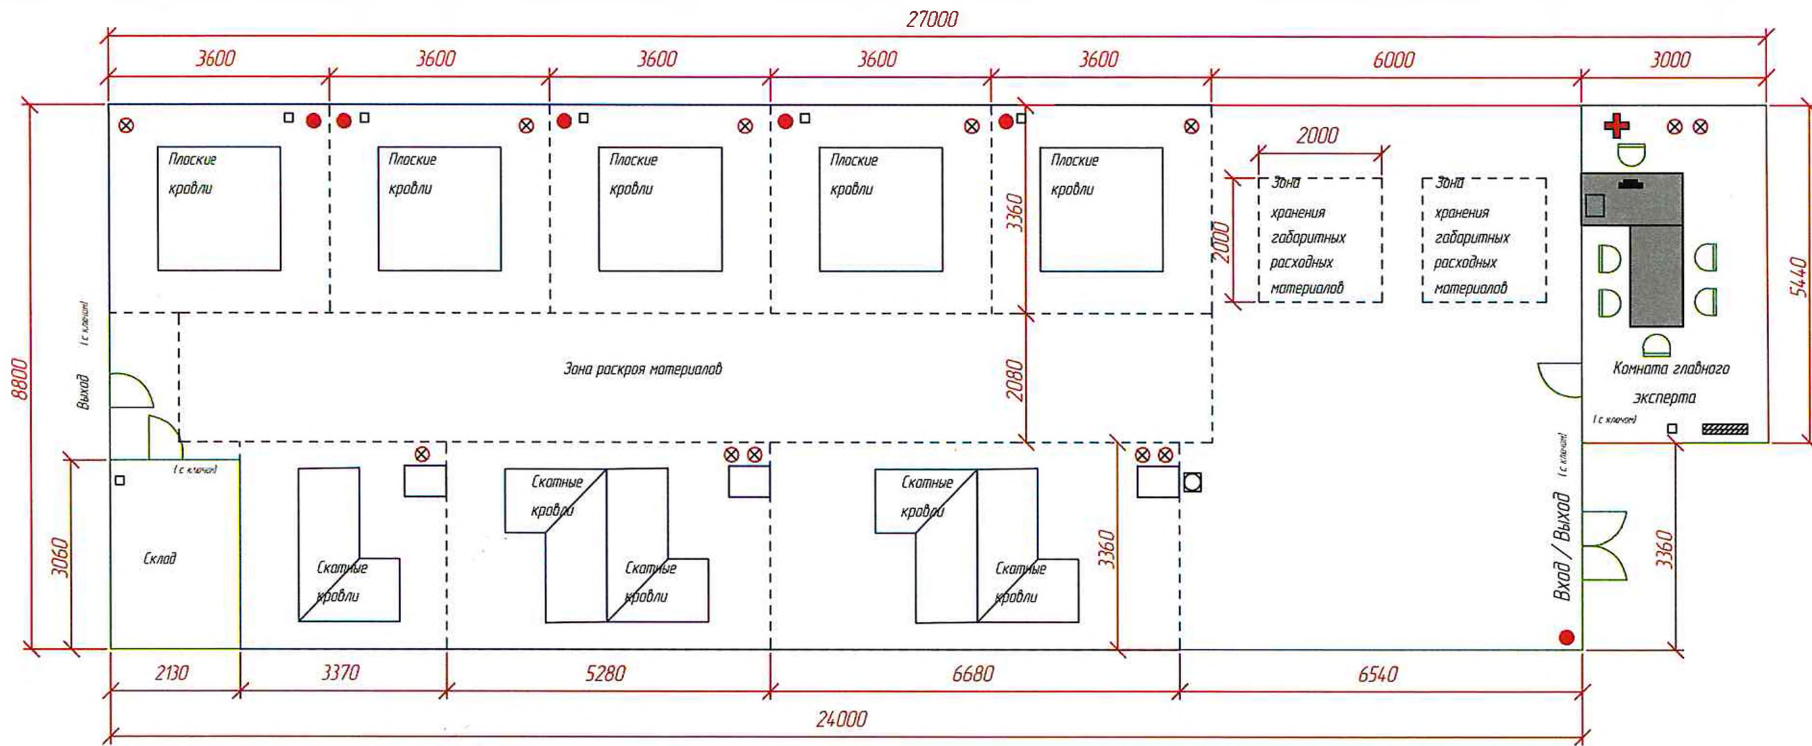 27000
3600
3600
3600
3600
3600
6000
3000
Плоские
кровли
Плоские
кровли
Плоские
кровли
Плоские
кровли
Плоские
кровли
3360
2000
2000
Зона
хранения
габаритных
расходных
материалов
Зона
хранения
габаритных
расходных
материалов
5440
8800
Выход
(с ключом)
Зона раскроя материалов
2080
Комната главного
эксперта
(с ключом)
(с ключом)
3060
Склад
Скатные
кровли
Скатные
кровли
Скатные
кровли
Скатные
кровли
Скатные
кровли
3360
Вход / Выход
(с ключом)
3360
2130
3370
5280
6680
6540
24000